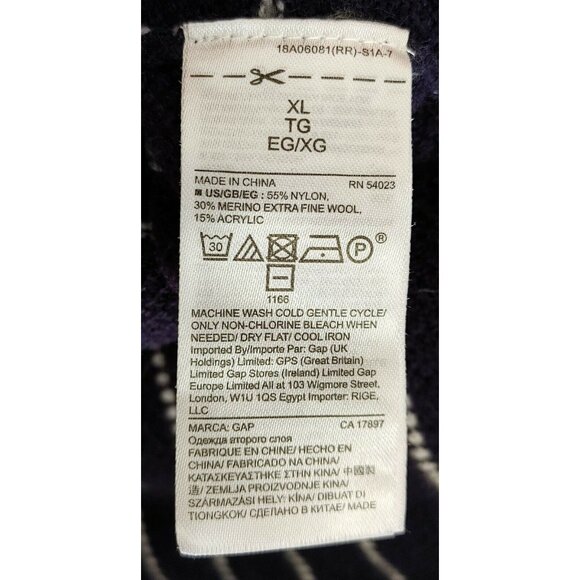 18A06081(RR)-S1A-7
XL
TG
EG/XG
MADE IN CHINA RN 54023
US/GB/EG : 55% NYLON,
30% MERINO EXTRA FINE WOOL,
15% ACRYLIC
30 P ®
1166
MACHINE WASH COLD GENTLE CYCLE/
ONLY NON-CHLORINE BLEACH WHEN
NEEDED/ DRY FLAT/ COOL IRON
Imported By/Importe Par: Gap (UK
Holdings) Limited: GPS (Great Britain)
Limited Gap Stores (Ireland) Limited Gap
Europe Limited All at 103 Wigmore Street,
London, W1U 1QS Egypt Importer: RIGE,
LLC
MARCA: GAP CA 17897
Одежда второго слоя
FABRIQUE EN CHINE/ HECHO EN
CHINA/ FABRICADO NA CHINA/
ΚΑΤΑΣΚΕΥΑΣΤΗΚΕ ΣΤΗΝ ΚΙΝΑ/ 中國製
造/ ZEMLJA PROIZVODNJE KINA/
SZÁRMAZÁSI HELY: KÍNA/ DIBUAT DI
TIONGKOK/ СДЕЛАНО В КИТАЕ/ MADE